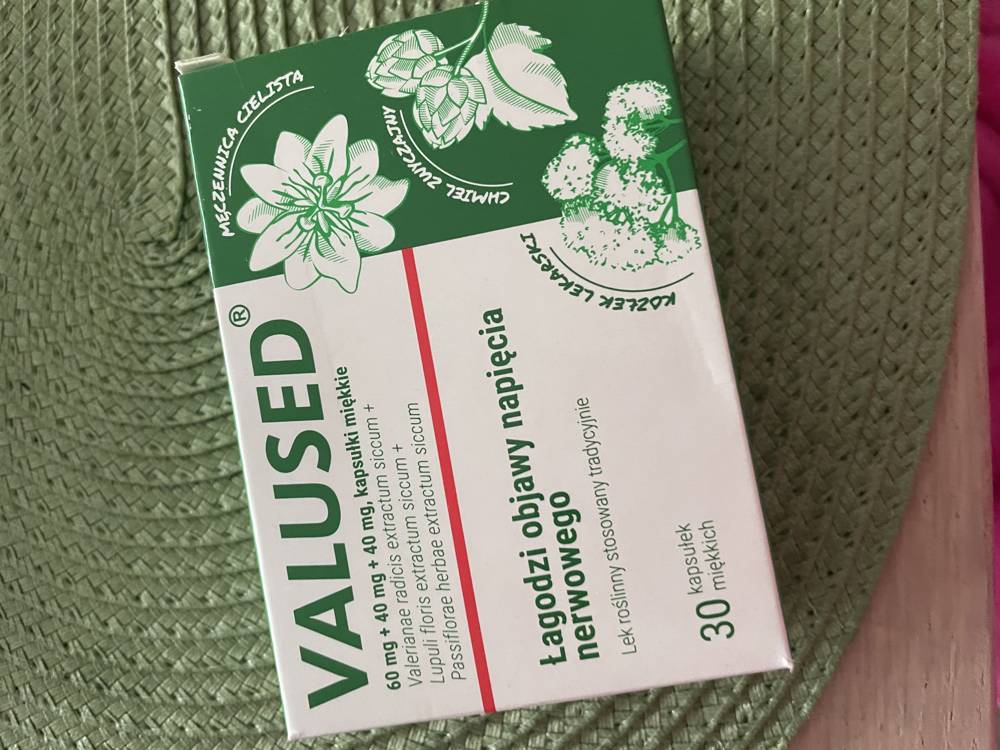 MĘCZENNICA CIELISTA
CHMIEL ZWYCZAJNY
KOZŁEK LEKARSKI
VALUSED®
60 mg + 40 mg + 40 mg, kapsułki miękkie
Valerianae radicis extractum siccum +
Lupuli floris extractum siccum +
Passiflorae herbae extractum siccum
Łagodzi objawy napięcia
nerwowego
Lek roślinny stosowany tradycyjnie
30 kapsułek
miękkich